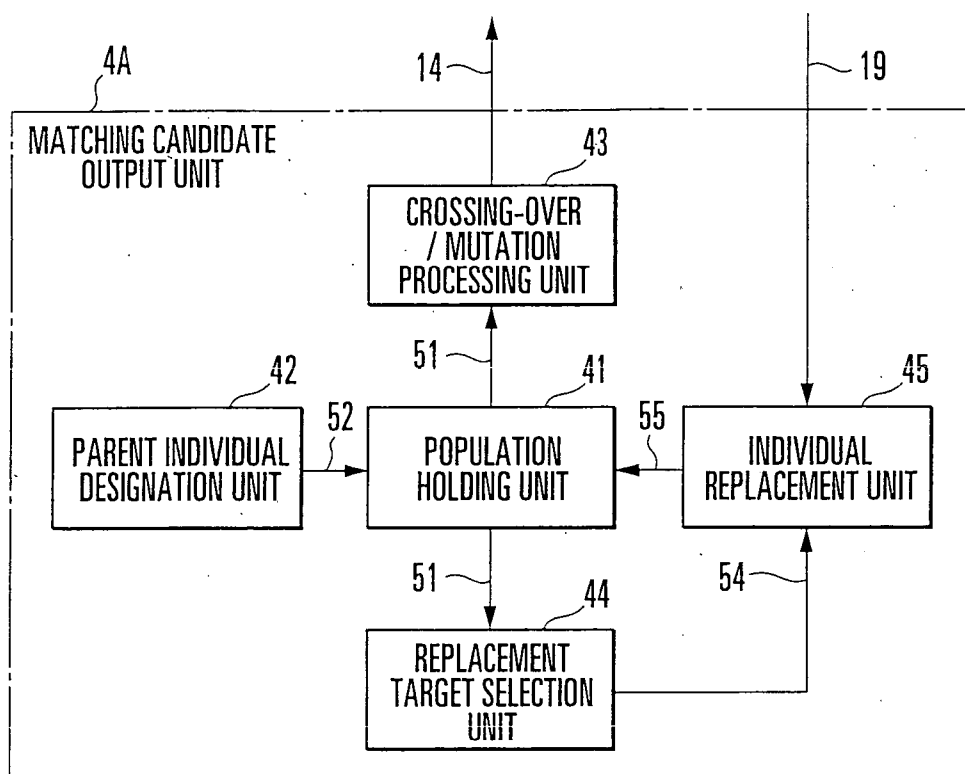 4A
14
19
MATCHING CANDIDATE
OUTPUT UNIT
43
CROSSING-OVER
/ MUTATION
PROCESSING UNIT
51
42
41
45
PARENT INDIVIDUAL
DESIGNATION UNIT
52
POPULATION
HOLDING UNIT
55
INDIVIDUAL
REPLACEMENT UNIT
51
44
54
REPLACEMENT
TARGET SELECTION
UNIT